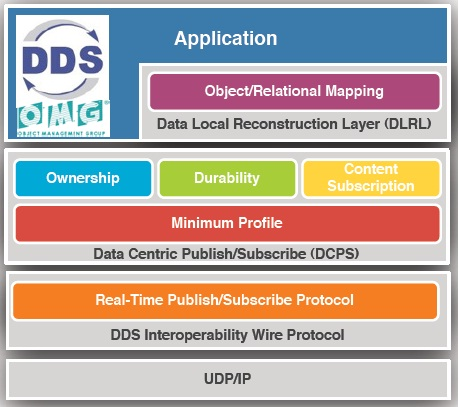 Application
DDS
OMG
OBJECT MANAGEMENT GROUP
Object/Relational Mapping
Data Local Reconstruction Layer (DLRL)
Ownership
Durability
Content
Subscription
Minimum Profile
Data Centric Publish/Subscribe (DCPS)
Real-Time Publish/Subscribe Protocol
DDS Interoperability Wire Protocol
UDP/IP